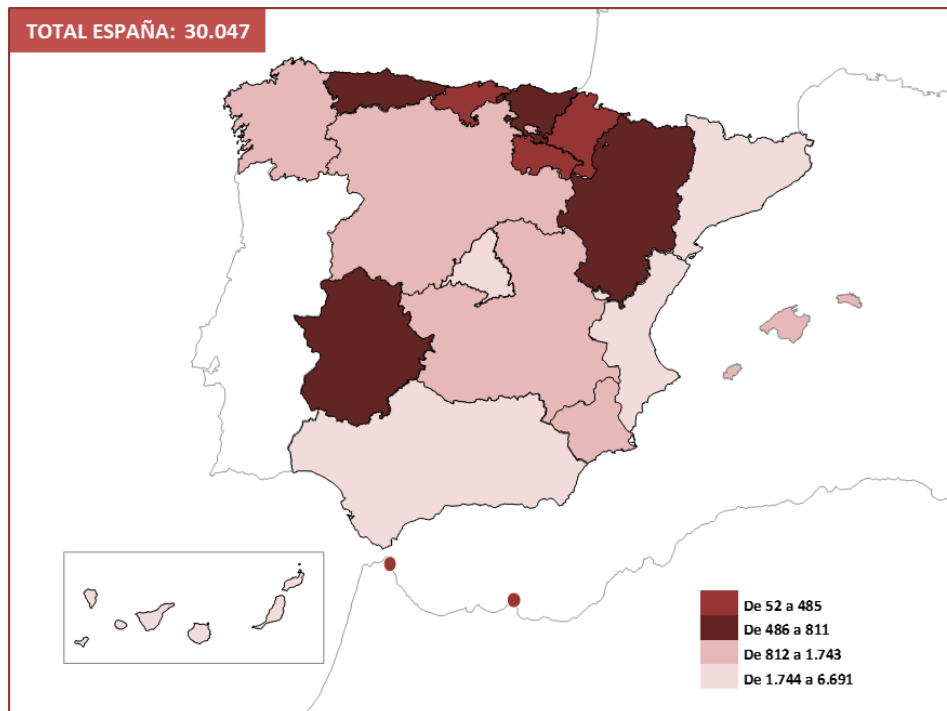 TOTAL ESPAÑA: 30.047
De 52 a 485
De 486 a 811
De 812 a 1.743
De 1.744 a 6.691